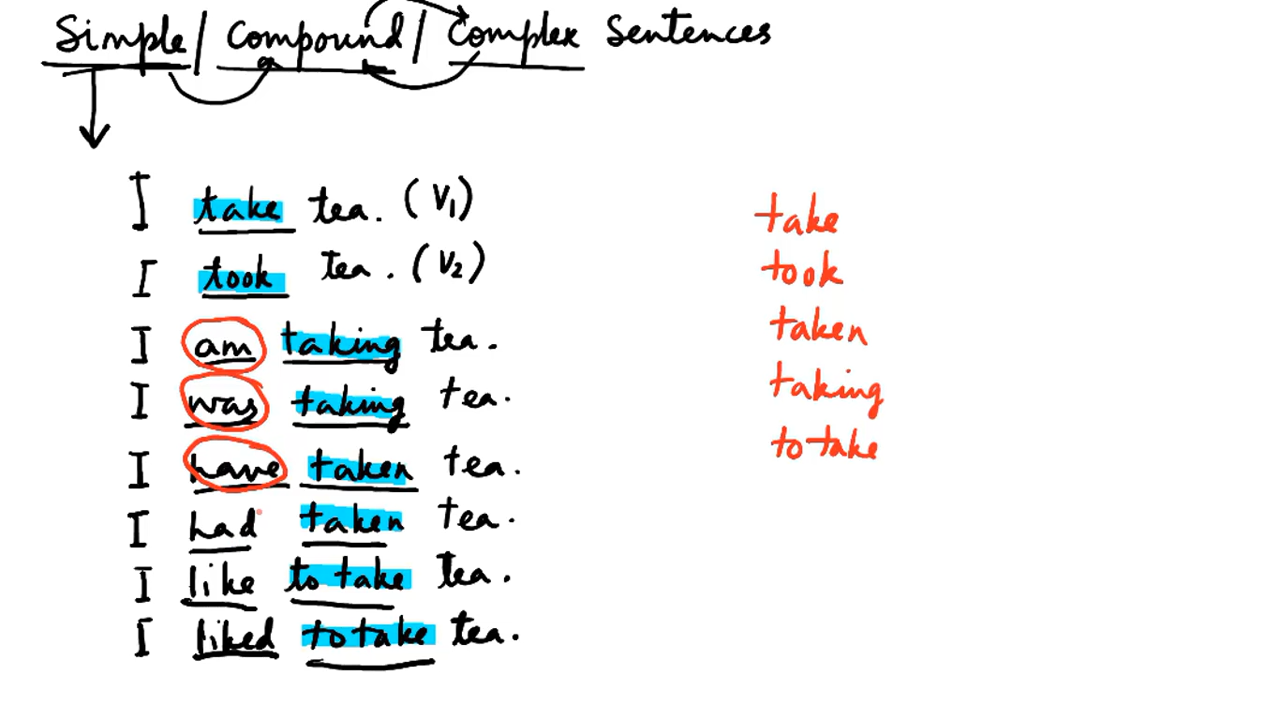 Simple / Compound / Complex Sentences
I take tea. (V1)
I took tea. (V2)
I am taking tea.
I was taking tea.
I have taken tea.
I had taken tea.
I like to take tea.
I liked to take tea.
take
took
taken
taking
to take